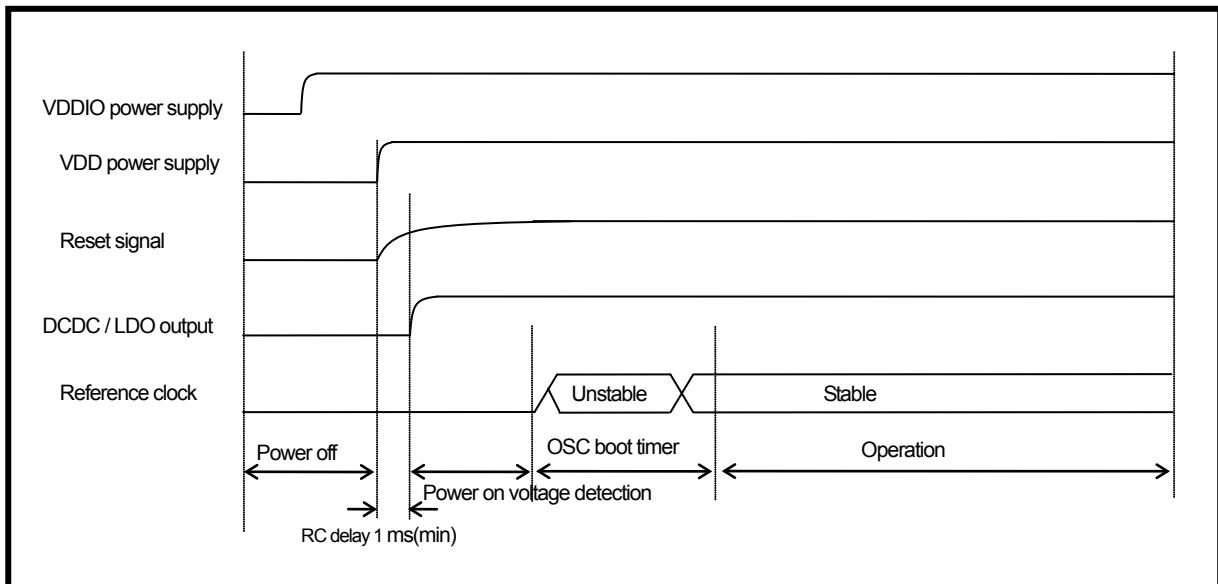 VDDIO power supply
VDD power supply
Reset signal
DCDC / LDO output
Reference clock
Unstable
Stable
Power off
OSC boot timer
Operation
Power on voltage detection
RC delay 1 ms(min)